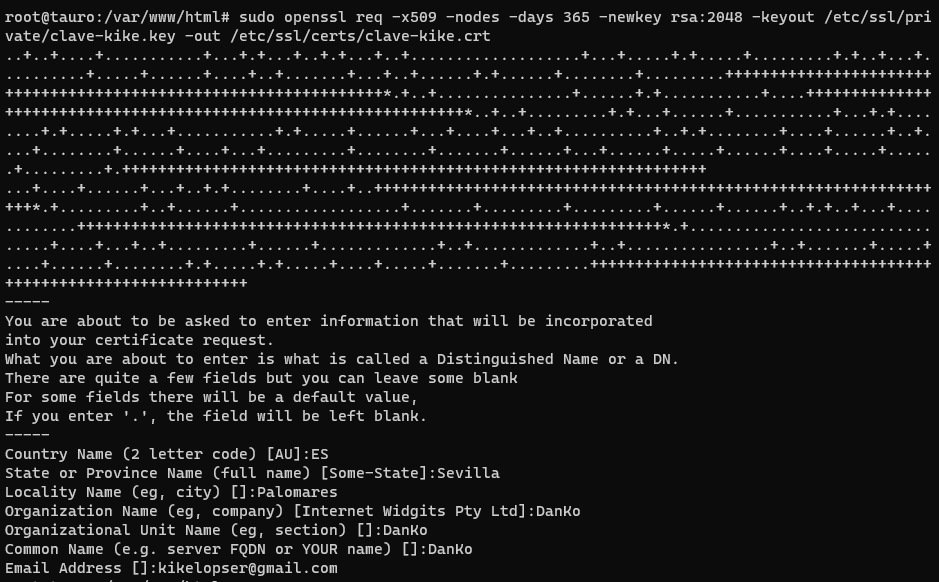 root@tauro:/var/www/html# sudo openssl req -x509 -nodes -days 365 -newkey rsa:2048 -keyout /etc/ssl/pri
vate/clave-kike.key -out /etc/ssl/certs/clave-kike.crt
-----
You are about to be asked to enter information that will be incorporated
into your certificate request.
What you are about to enter is what is called a Distinguished Name or a DN.
There are quite a few fields but you can leave some blank
For some fields there will be a default value,
If you enter '.', the field will be left blank.
-----
Country Name (2 letter code) [AU]:ES
State or Province Name (full name) [Some-State]:Sevilla
Locality Name (eg, city) []:Palomares
Organization Name (eg, company) [Internet Widgits Pty Ltd]:DanKo
Organizational Unit Name (eg, section) []:DanKo
Common Name (e.g. server FQDN or YOUR name) []:DanKo
Email Address []:kikelopser@gmail.com